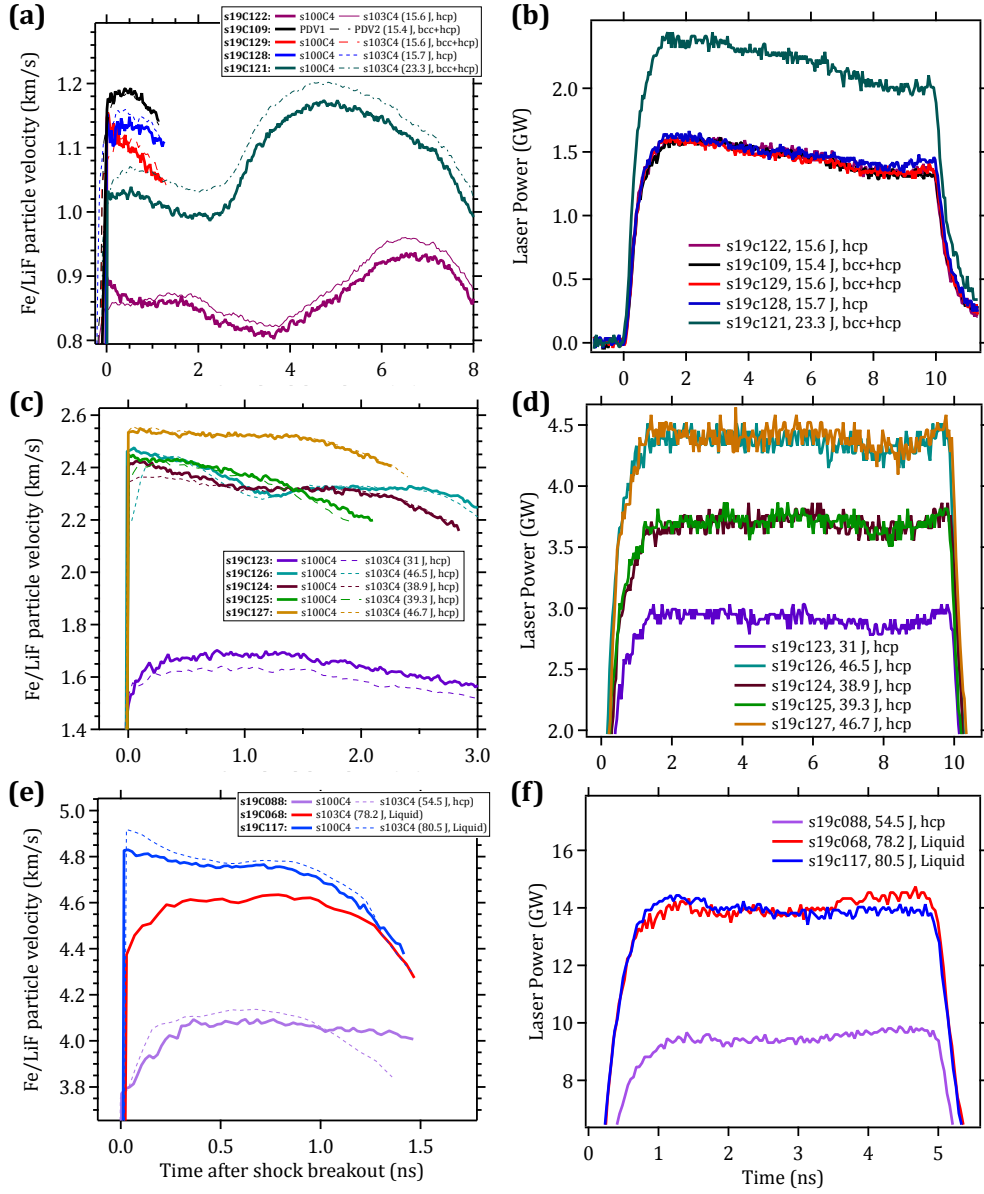 (a)
s19C122: s100C4 s103C4 (15.6 J, hcp)
s19C109: PDV1 PDV2 (15.4 J, bcc+hcp)
s19C129: s100C4 s103C4 (15.6 J, bcc+hcp)
s19C128: s100C4 s103C4 (15.7 J, hcp)
s19C121: s100C4 s103C4 (23.3 J, bcc+hcp)
Fe/LiF particle velocity (km/s)
1.2
1.1
1.0
0.9
0.8
0 1 2 3 4 5 6 7 8
(b)
Laser Power (GW)
2.0
1.0
0.0
s19c122, 15.6 J, hcp
s19c109, 15.4 J, bcc+hcp
s19c129, 15.6 J, bcc+hcp
s19c128, 15.7 J, hcp
s19c121, 23.3 J, bcc+hcp
0 2 4 6 8 10
(c)
Fe/LiF particle velocity (km/s)
2.6
2.4
2.2
2.0
1.8
1.6
1.4
s19C123: s100C4 s103C4 (31 J, hcp)
s19C126: s100C4 s103C4 (46.5 J, hcp)
s19C124: s100C4 s103C4 (38.9 J, hcp)
s19C125: s100C4 s103C4 (39.3 J, hcp)
s19C127: s100C4 s103C4 (46.7 J, hcp)
0.0 1.0 2.0 3.0
(d)
Laser Power (GW)
4.5
4.0
3.5
3.0
2.5
2.0
s19c123, 31 J, hcp
s19c126, 46.5 J, hcp
s19c124, 38.9 J, hcp
s19c125, 39.3 J, hcp
s19c127, 46.7 J, hcp
0 2 4 6 8 10
(e)
s19C088: s100C4 s103C4 (54.5 J, hcp)
s19C068: s103C4 (78.2 J, Liquid)
s19C117: s100C4 s103C4 (80.5 J, Liquid)
Fe/LiF particle velocity (km/s)
5.0
4.8
4.6
4.4
4.2
4.0
3.8
0.0 0.5 1.0 1.5
Time after shock breakout (ns)
(f)
Laser Power (GW)
16
14
12
10
8
s19c088, 54.5 J, hcp
s19c068, 78.2 J, Liquid
s19c117, 80.5 J, Liquid
0 1 2 3 4 5
Time (ns)